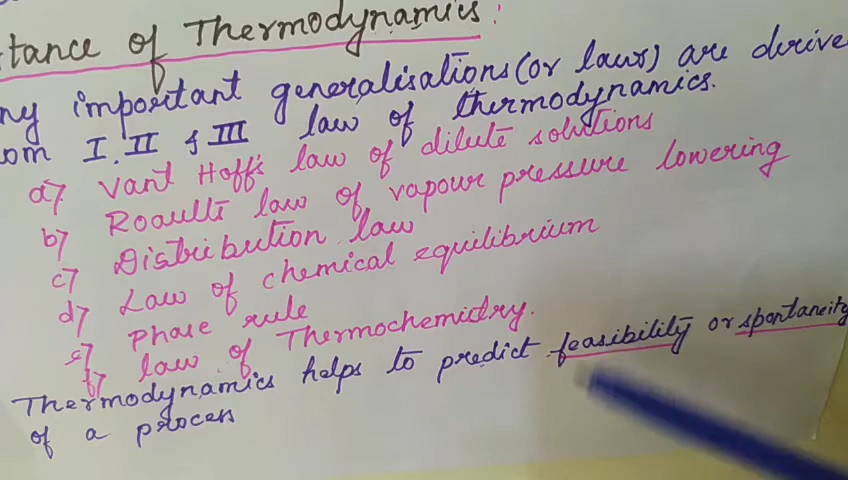 tance of Thermodynamics:
ny important generalisations (or laws) are derive
om I, II & III law of thermodynamics.
a) Vant Hoff's law of dilute solutions
b) Roaults law of vapour pressure lowering
c) Distribution law
d) Law of chemical equilibrium
e) Phase rule
f) law of Thermochemistry.
Thermodynamics helps to predict feasibility or spontaneity
of a process